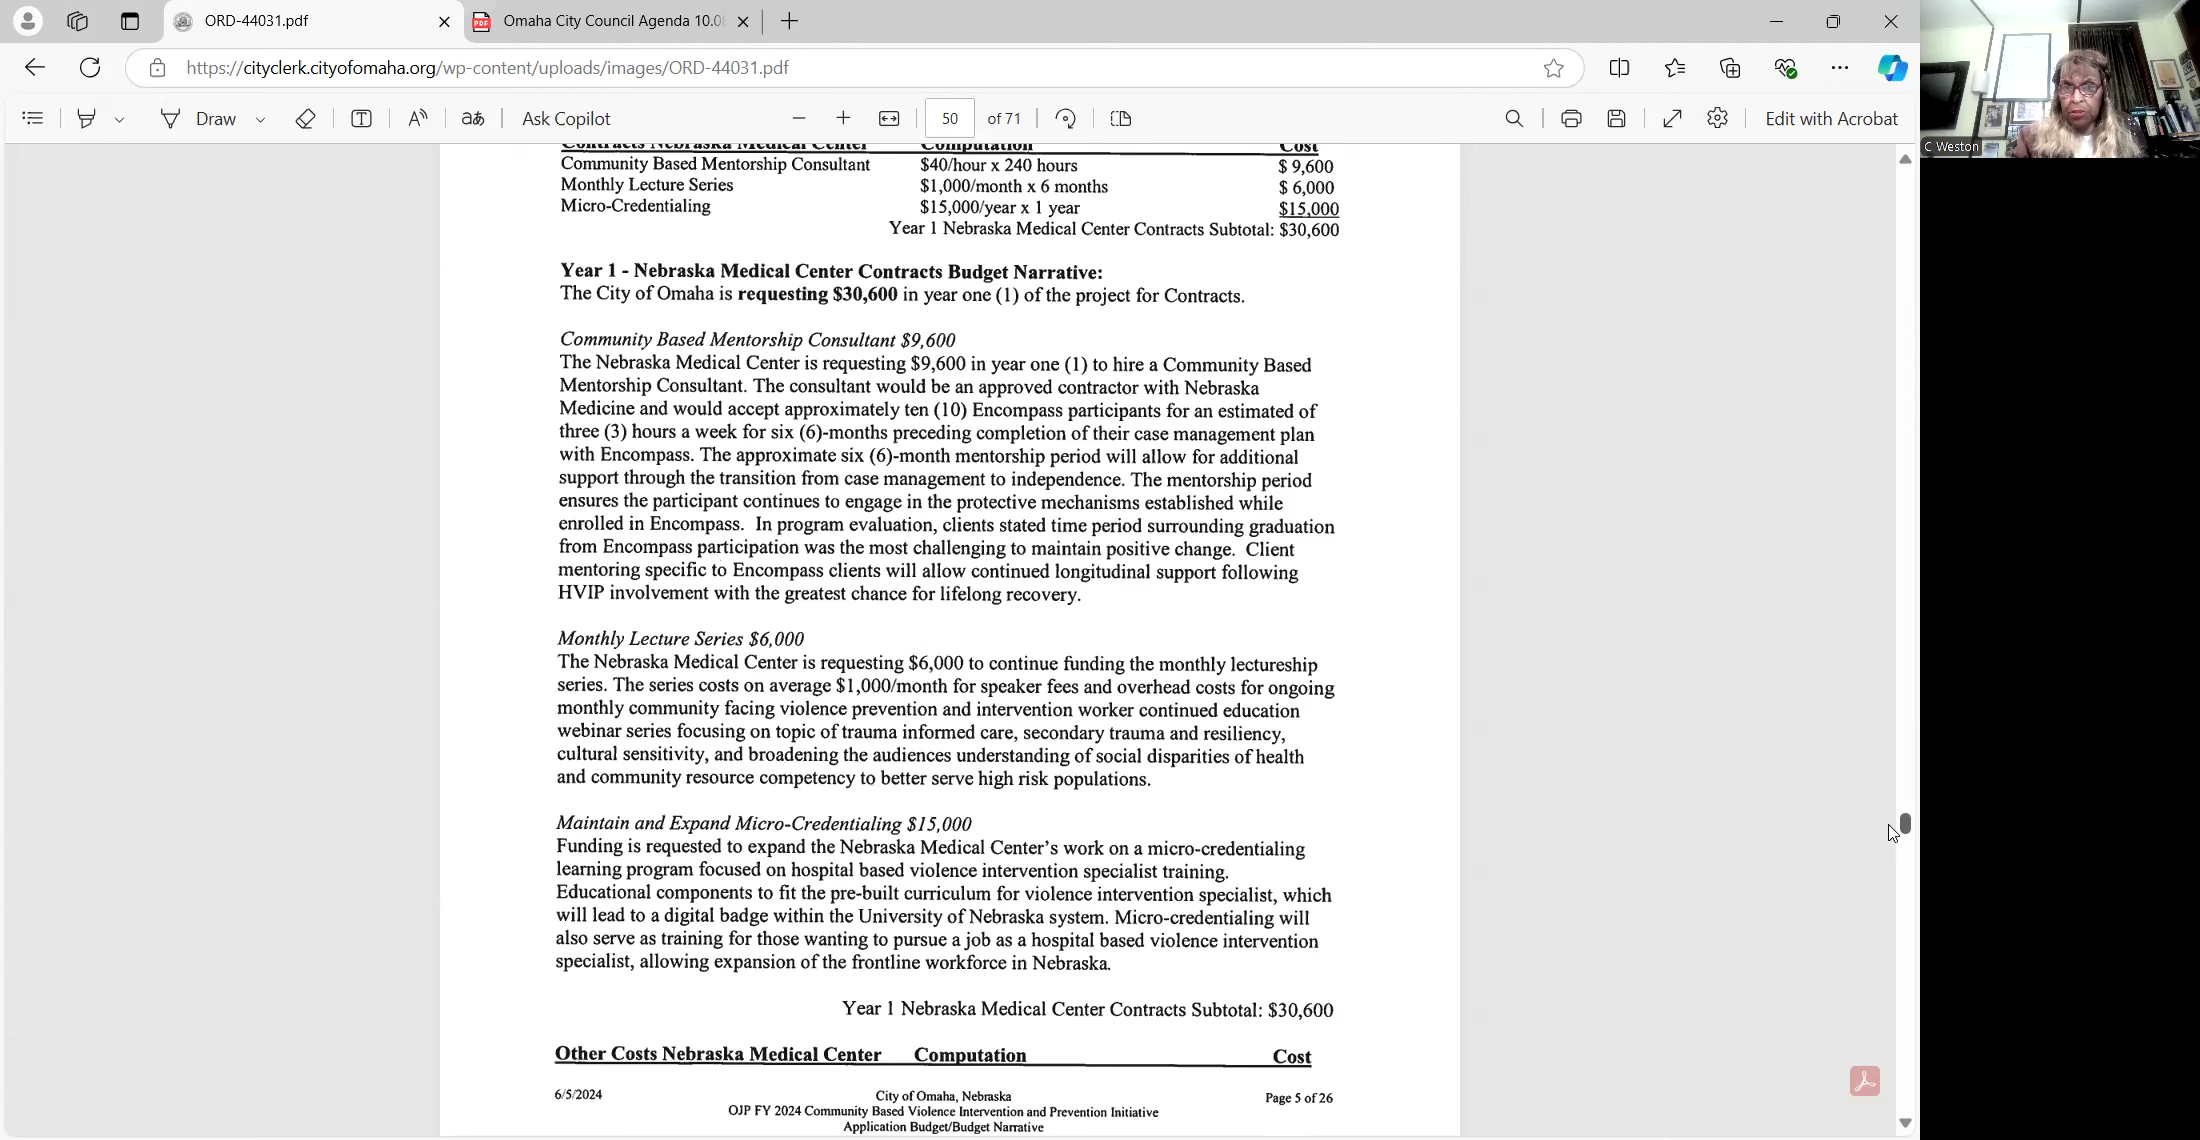 ORD-44031.pdf
Omaha City Council Agenda 10.08
https://cityclerk.cityofomaha.org/wp-content/uploads/images/ORD-44031.pdf
Draw
Ask Copilot
50 of 71
Edit with Acrobat
C Weston
Contracts Nebraska Medical Center Computation Cost
Community Based Mentorship Consultant $40/hour x 240 hours $ 9,600
Monthly Lecture Series $1,000/month x 6 months $ 6,000
Micro-Credentialing $15,000/year x 1 year $15,000
Year 1 Nebraska Medical Center Contracts Subtotal: $30,600
Year 1 - Nebraska Medical Center Contracts Budget Narrative:
The City of Omaha is requesting $30,600 in year one (1) of the project for Contracts.
Community Based Mentorship Consultant $9,600
The Nebraska Medical Center is requesting $9,600 in year one (1) to hire a Community Based
Mentorship Consultant. The consultant would be an approved contractor with Nebraska
Medicine and would accept approximately ten (10) Encompass participants for an estimated of
three (3) hours a week for six (6)-months preceding completion of their case management plan
with Encompass. The approximate six (6)-month mentorship period will allow for additional
support through the transition from case management to independence. The mentorship period
ensures the participant continues to engage in the protective mechanisms established while
enrolled in Encompass. In program evaluation, clients stated time period surrounding graduation
from Encompass participation was the most challenging to maintain positive change. Client
mentoring specific to Encompass clients will allow continued longitudinal support following
HVIP involvement with the greatest chance for lifelong recovery.
Monthly Lecture Series $6,000
The Nebraska Medical Center is requesting $6,000 to continue funding the monthly lectureship
series. The series costs on average $1,000/month for speaker fees and overhead costs for ongoing
monthly community facing violence prevention and intervention worker continued education
webinar series focusing on topic of trauma informed care, secondary trauma and resiliency,
cultural sensitivity, and broadening the audiences understanding of social disparities of health
and community resource competency to better serve high risk populations.
Maintain and Expand Micro-Credentialing $15,000
Funding is requested to expand the Nebraska Medical Center's work on a micro-credentialing
learning program focused on hospital based violence intervention specialist training.
Educational components to fit the pre-built curriculum for violence intervention specialist, which
will lead to a digital badge within the University of Nebraska system. Micro-credentialing will
also serve as training for those wanting to pursue a job as a hospital based violence intervention
specialist, allowing expansion of the frontline workforce in Nebraska.
Year 1 Nebraska Medical Center Contracts Subtotal: $30,600
Other Costs Nebraska Medical Center Computation Cost
6/5/2024 City of Omaha, Nebraska Page 5 of 26
OJP FY 2024 Community Based Violence Intervention and Prevention Initiative
Application Budget/Budget Narrative